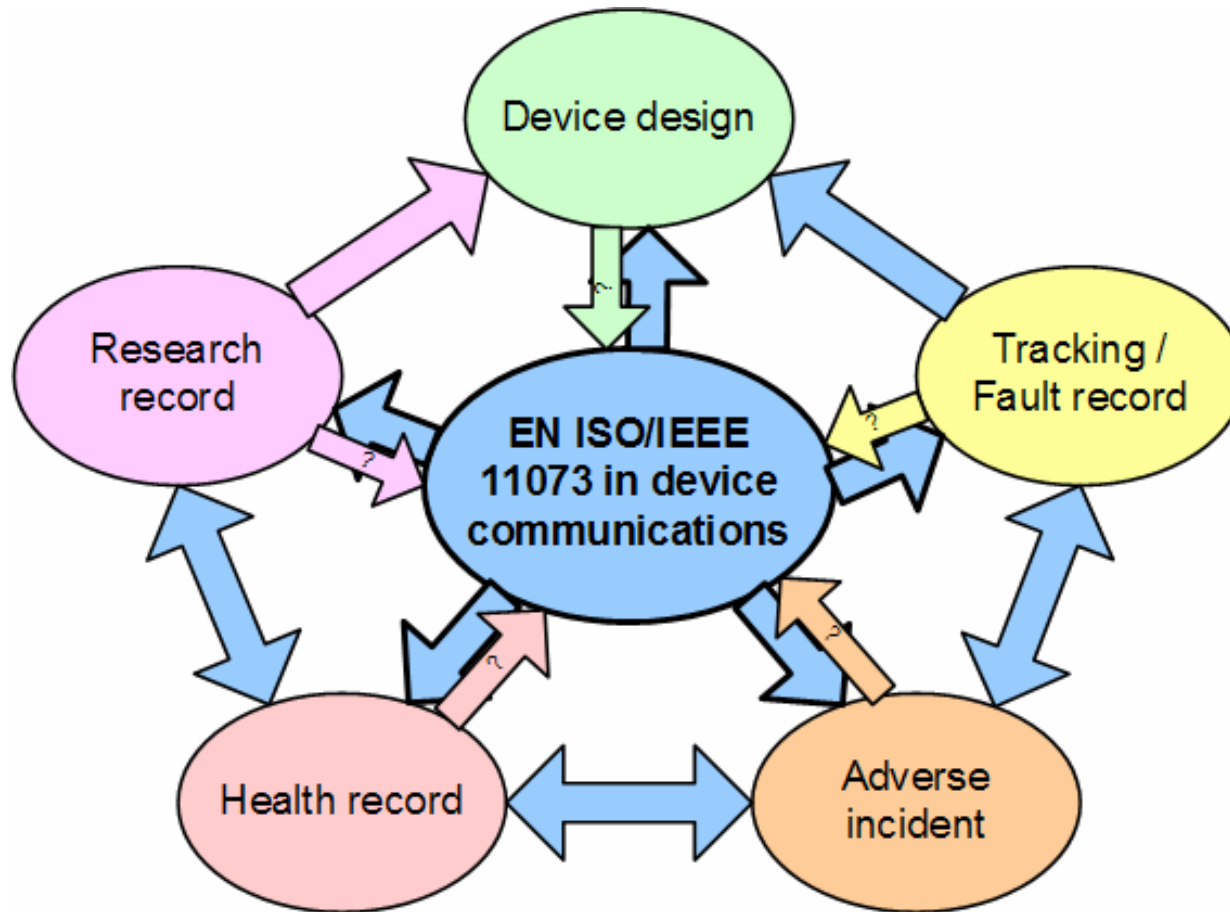 Device design
?
Research
record
Tracking /
Fault record
?
EN ISO/IEEE
11073 in device
communications
?
?
?
Health record
Adverse
incident